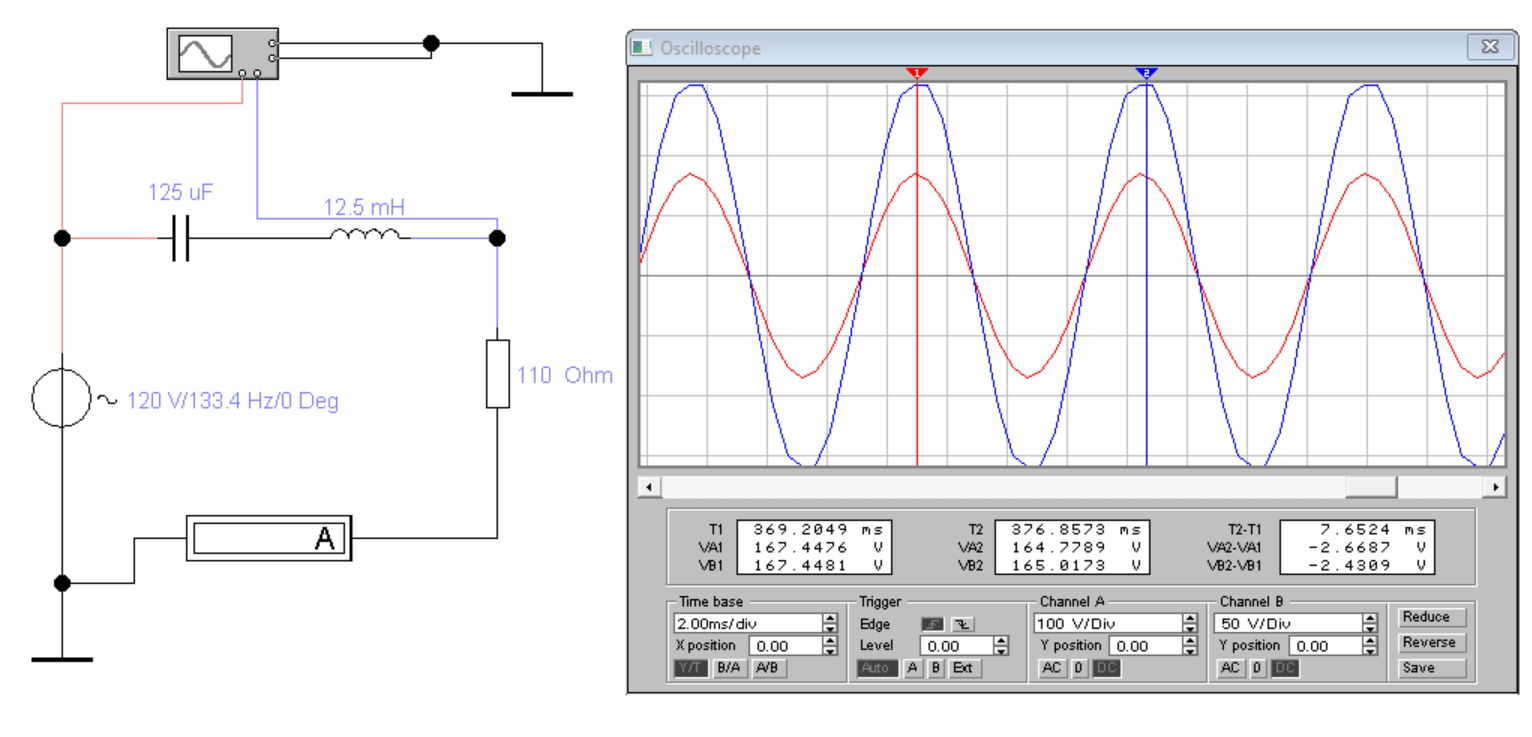 125 uF
12.5 mH
110 Ohm
~ 120 V/133.4 Hz/0 Deg
A
Oscilloscope
1
2
T1 369.2049 ms T2 376.8573 ms T2-T1 7.6524 ms
VA1 167.4476 V VA2 164.7789 V VA2-VA1 -2.6687 V
VB1 167.4481 V VB2 165.0173 V VB2-VB1 -2.4309 V
Time base Trigger Channel A Channel B
2.00ms/div Edge 100 V/Div 50 V/Div Reduce
X position 0.00 Level 0.00 Y position 0.00 Y position 0.00 Reverse
Y/T B/A A/B Auto A B Ext AC 0 DC AC 0 DC Save